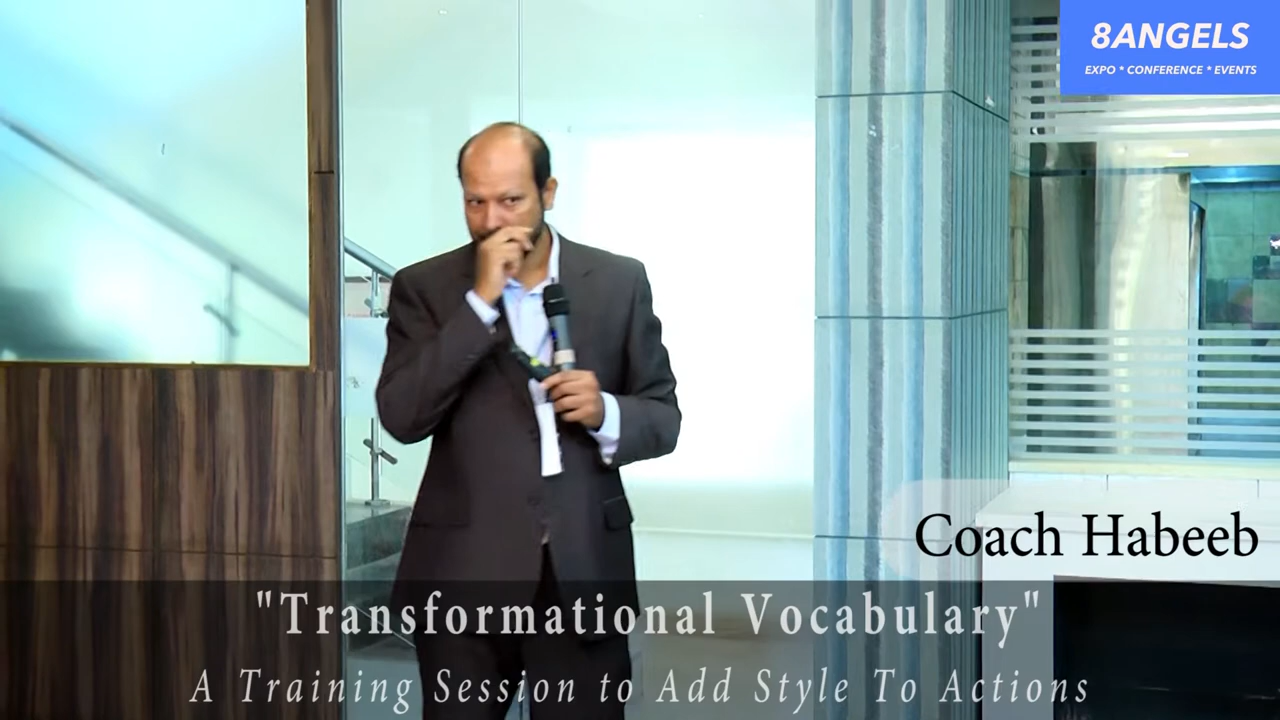 8ANGELS
EXPO * CONFERENCE * EVENTS
Coach Habeeb
"Transformational Vocabulary"
A Training Session to Add Style To Actions